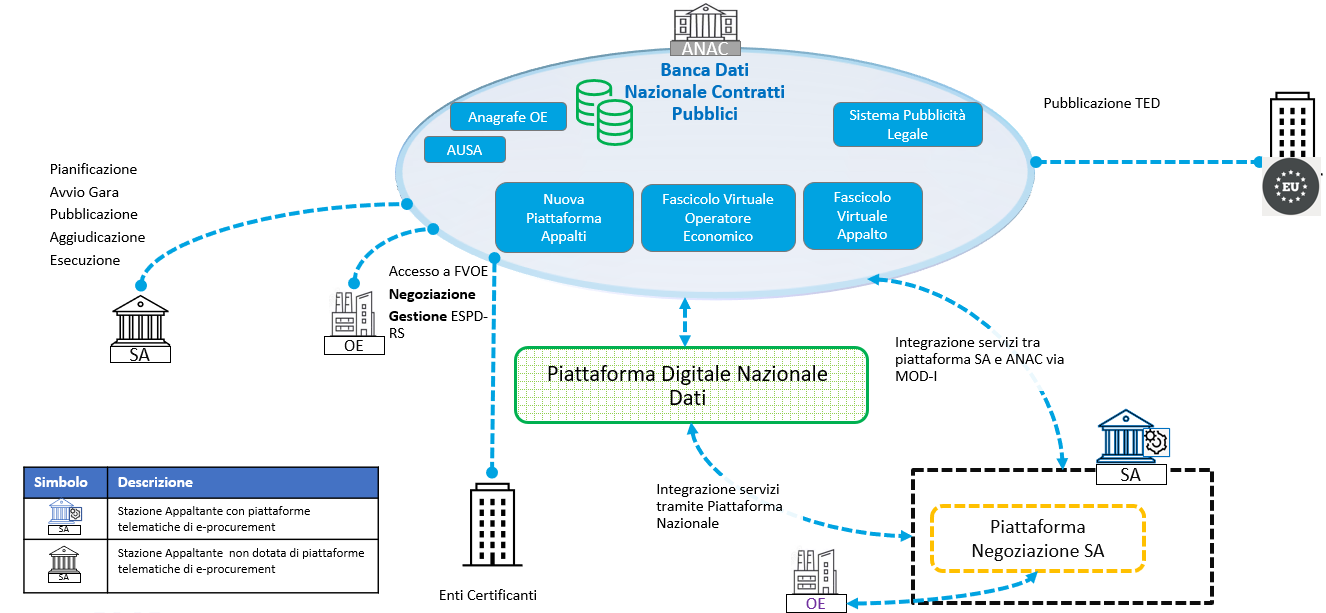 ANAC
Banca Dati
Nazionale Contratti
Pubblici
Anagrafe OE
AUSA
Sistema Pubblicità
Legale
Nuova
Piattaforma
Appalti
Fascicolo Virtuale
Operatore
Economico
Fascicolo
Virtuale
Appalto
Pubblicazione TED
EU
Pianificazione
Avvio Gara
Pubblicazione
Aggiudicazione
Esecuzione
SA
Accesso a FVOE
Negoziazione
Gestione ESPD-
RS
OE
Piattaforma Digitale Nazionale
Dati
Integrazione servizi tra
piattaforma SA e ANAC via
MOD-I
SA
Integrazione servizi
tramite Piattaforma
Nazionale
Piattaforma
Negoziazione SA
OE
Enti Certificanti
Simbolo Descrizione
SA
Stazione Appaltante con piattaforme
telematiche di e-procurement
SA
Stazione Appaltante non dotata di piattaforme
telematiche di e-procurement